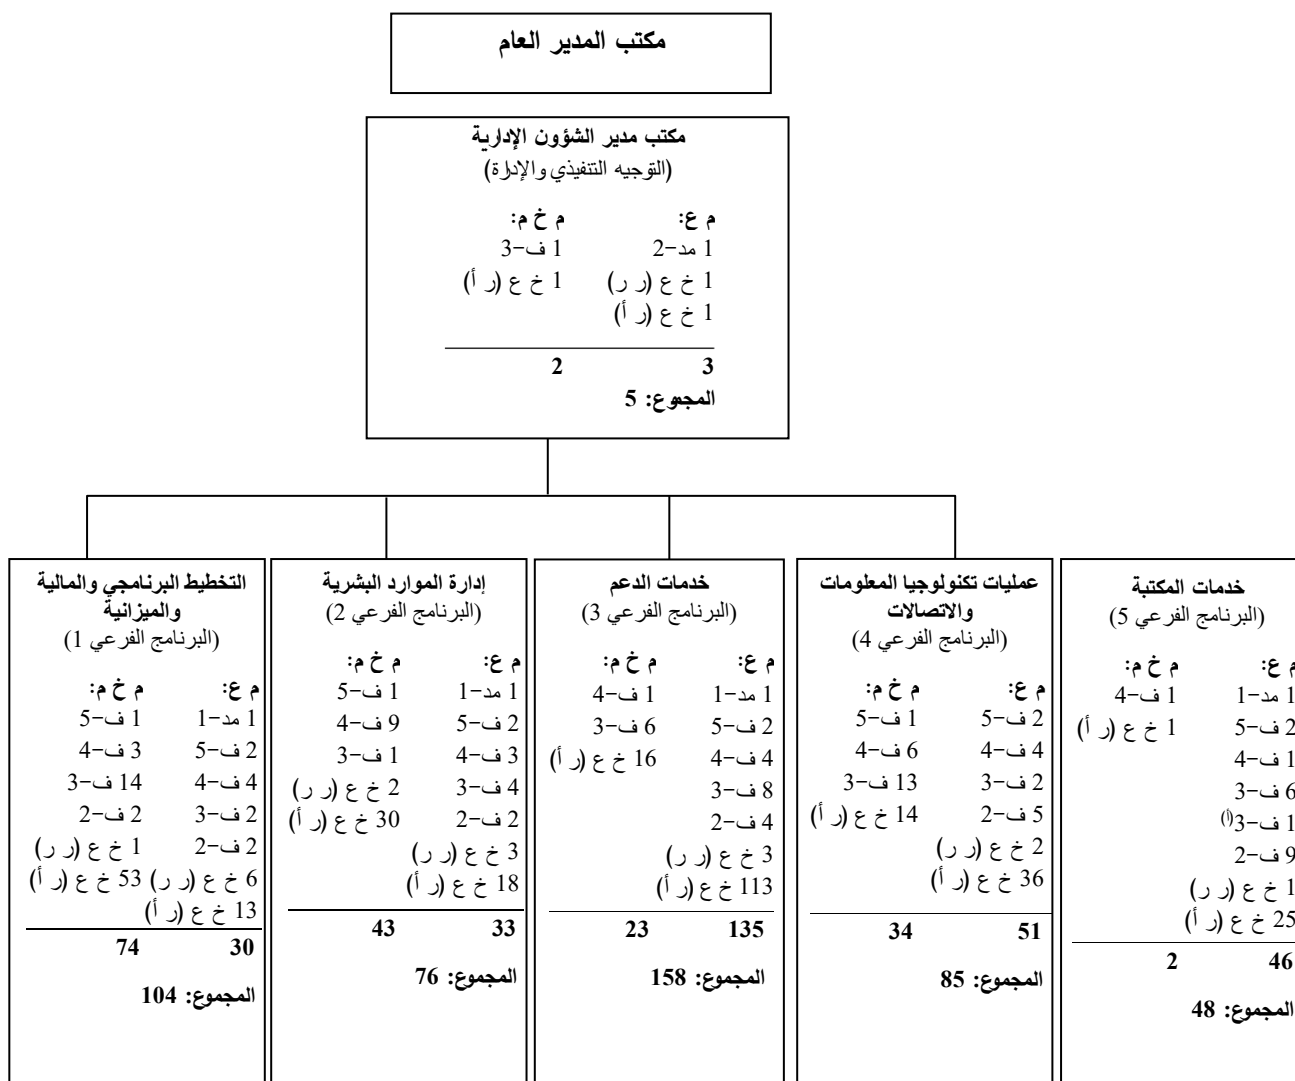 مكتب المدير العام
مكتب مدير الشؤون الإدارية
(التوجيه التنفيذي والإدارة)
م ع: م خ م:
1 مد-2 1 ف-3
1 خ ع (ر ر) 1 خ ع (ر أ)
1 خ ع (ر أ)
3 2
المجموع: 5
خدمات المكتبة
(البرنامج الفرعي 5)
م ع: م خ م:
1 مد-1 1 ف-4
2 ف-5 1 خ ع (ر أ)
1 ف-4
6 ف-3
1 ف-3(أ)
9 ف-2
1 خ ع (ر ر)
25 خ ع (ر أ)
46 2
المجموع: 48
عمليات تكنولوجيا المعلومات
والاتصالات
(البرنامج الفرعي 4)
م ع: م خ م:
2 ف-5 1 ف-5
4 ف-4 6 ف-4
2 ف-3 13 ف-3
5 ف-2 14 خ ع (ر أ)
2 خ ع (ر ر)
36 خ ع (ر أ)
51 34
المجموع: 85
خدمات الدعم
(البرنامج الفرعي 3)
م ع: م خ م:
1 مد-1 1 ف-4
2 ف-5 6 ف-3
4 ف-4 16 خ ع (ر أ)
8 ف-3
4 ف-2
3 خ ع (ر ر)
113 خ ع (ر أ)
135 23
المجموع: 158
إدارة الموارد البشرية
(البرنامج الفرعي 2)
م ع: م خ م:
1 مد-1 1 ف-5
2 ف-5 9 ف-4
3 ف-4 1 ف-3
4 ف-3 2 خ ع (ر ر)
2 ف-2 30 خ ع (ر أ)
3 خ ع (ر ر)
18 خ ع (ر أ)
33 43
المجموع: 76
التخطيط البرنامجي والمالية
والميزانية
(البرنامج الفرعي 1)
م ع: م خ م:
1 مد-1 1 ف-5
2 ف-5 3 ف-4
4 ف-4 14 ف-3
2 ف-3 2 ف-2
2 ف-2 1 خ ع (ر ر)
6 خ ع (ر ر) 53 خ ع (ر أ)
13 خ ع (ر أ)
30 74
المجموع: 104